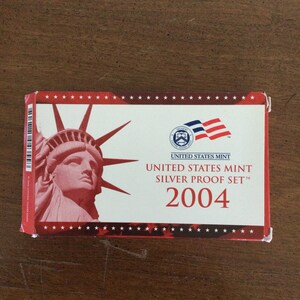 UNITED STATES MINT
UNITED STATES MINT
SILVER PROOF SET™
2004